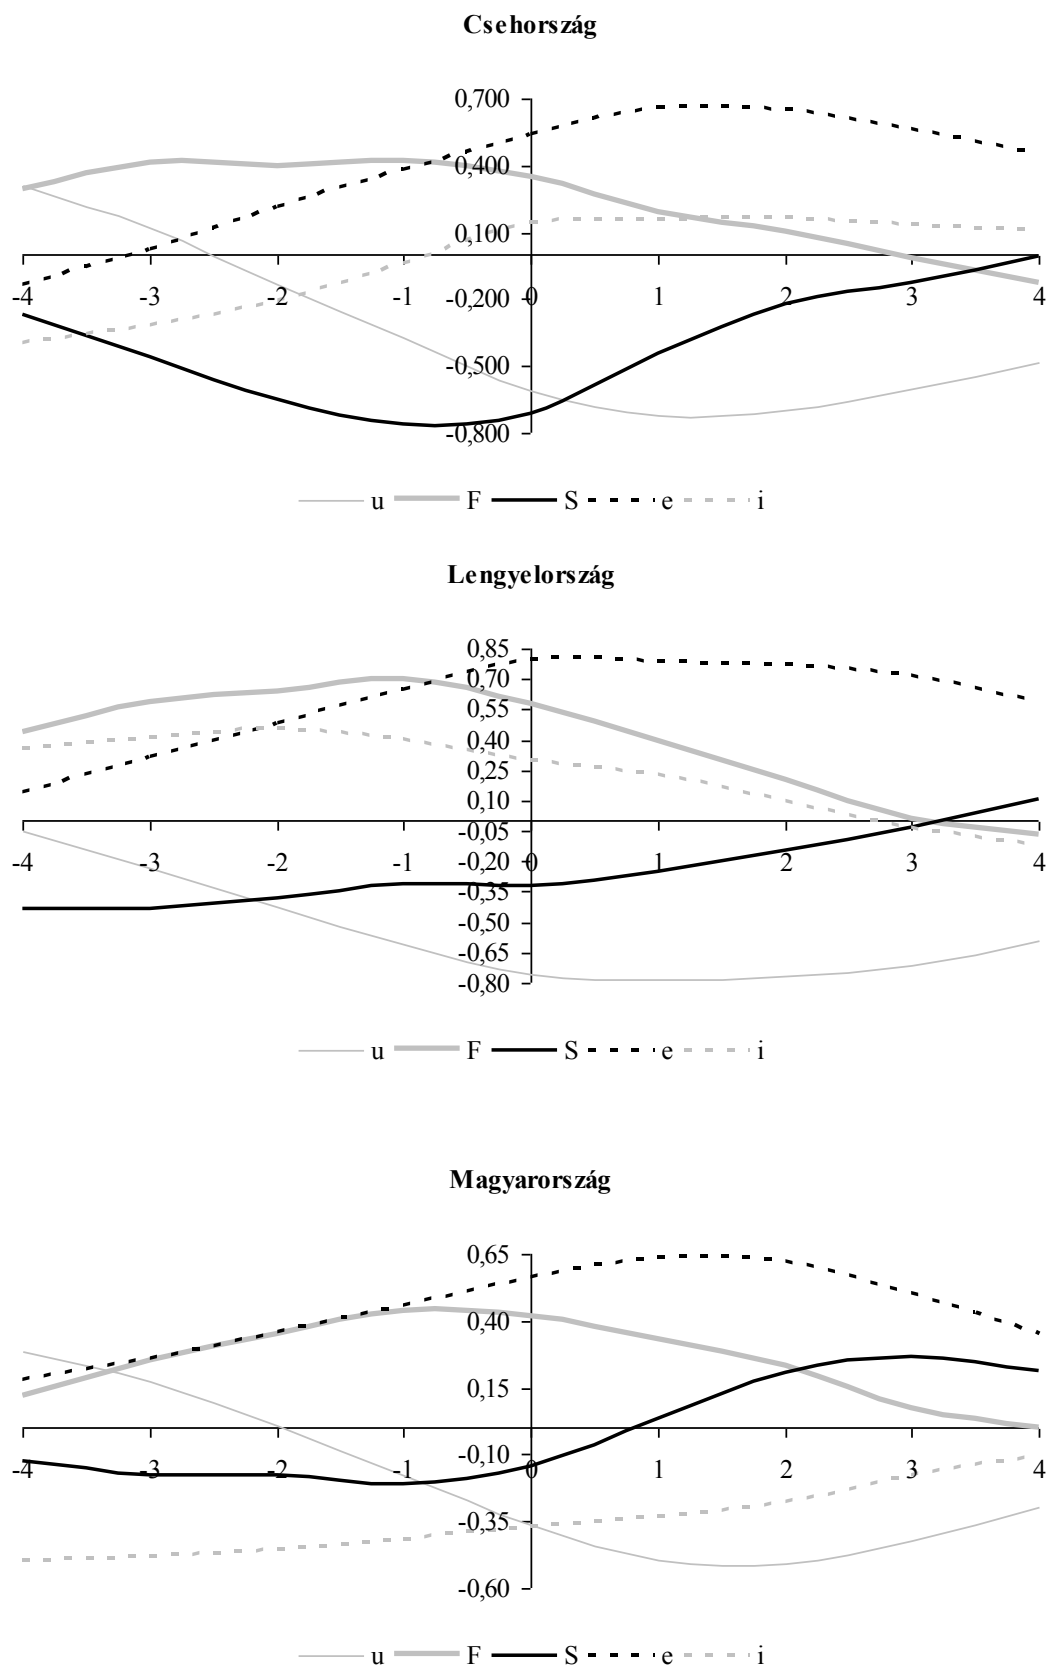 Csehország
0,700
0,400
0,100
-4 -3 -2 -1 -0,200 0 1 2 3 4
-0,500
-0,800
u F S e i
Lengyelország
0,85
0,70
0,55
0,40
0,25
0,10
-0,05
-4 -3 -2 -1 -0,20 0 1 2 3 4
-0,35
-0,50
-0,65
-0,80
u F S e i
Magyarország
0,65
0,40
0,15
-0,10
-4 -3 -2 -1 0 1 2 3 4
-0,35
-0,60
u F S e i